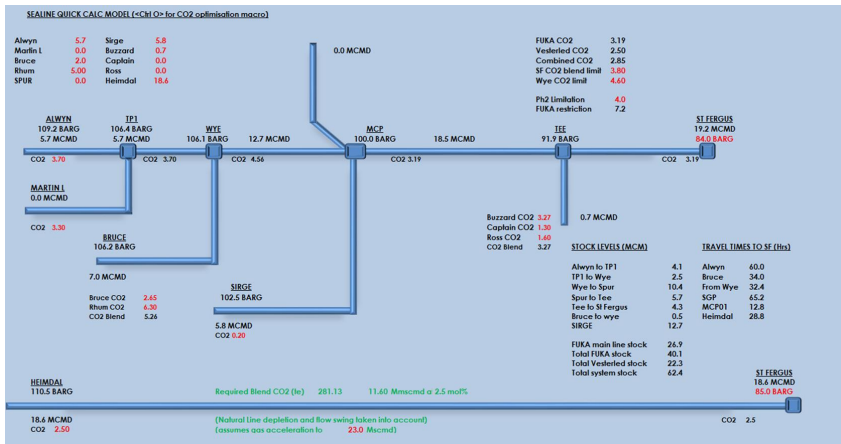 SEALINE QUICK CALC MODEL (<Ctrl O> for CO2 optimisation macro)
Alwyn 5.7 Sirge 5.8
Martin L 0.0 Buzzard 0.7
Bruce 2.0 Captain 0.0
Rhum 5.00 Ross 0.0
SPUR 0.0 Heimdal 18.6
0.0 MCMD
FUKA CO2 3.19
Vesterled CO2 2.50
Combined CO2 2.85
SF CO2 blend limit 3.80
Wye CO2 limit 4.60
Ph2 Limitation 4.0
FUKA restriction 7.2
ALWYN
109.2 BARG
5.7 MCMD
TP1
106.4 BARG
5.7 MCMD
WYE
106.1 BARG
12.7 MCMD
MCP
100.0 BARG
18.5 MCMD
TEE
91.9 BARG
ST FERGUS
19.2 MCMD
84.0 BARG
CO2 3.70
CO2 3.70
CO2 4.56
CO2 3.19
CO2 3.19
MARTIN L
0.0 MCMD
CO2 3.30
BRUCE
106.2 BARG
7.0 MCMD
Bruce CO2 2.65
Rhum CO2 6.30
CO2 Blend 5.26
SIRGE
102.5 BARG
5.8 MCMD
CO2 0.20
Buzzard CO2 3.27
Captain CO2 1.30
Ross CO2 1.60
CO2 Blend 3.27
0.7 MCMD
STOCK LEVELS (MCM)
Alwyn to TP1 4.1
TP1 to Wye 2.5
Wye to Spur 10.4
Spur to Tee 5.7
Tee to St Fergus 4.3
Bruce to wye 0.5
SIRGE 12.7
FUKA main line stock 26.9
Total FUKA stock 40.1
Total Vesterled stock 22.3
Total system stock 62.4
TRAVEL TIMES TO SF (Hrs)
Alwyn 60.0
Bruce 34.0
From Wye 32.4
SGP 65.2
MCP01 12.8
Heimdal 28.8
HEIMDAL
110.5 BARG
Required Blend CO2 (te) 281.13 11.60 Mmscmd @ 2.5 mol%
ST FERGUS
18.6 MCMD
85.0 BARG
18.6 MCMD
CO2 2.50
(Natural Line depletion and flow swing taken into account)
(assumes gas acceleration to 23.0 Mscmd)
CO2 2.5